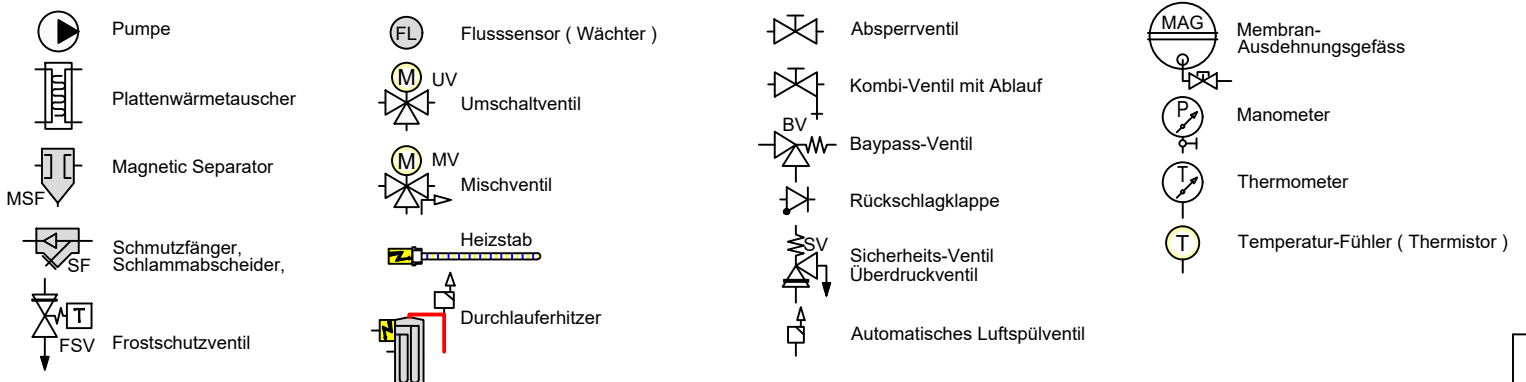 Pumpe
Plattenwärmetauscher
Magnetic Separator
MSF
Schmutzfänger,
Schlammabscheider,
SF
T
FSV
Frostschutzventil
FL
Flusssensor ( Wächter )
M
UV
Umschaltventil
M
MV
Mischventil
Heizstab
Durchlauferhitzer
Absperrventil
Kombi-Ventil mit Ablauf
BV
Baypass-Ventil
Rückschlagklappe
SV
Sicherheits-Ventil
Überdruckventil
Automatisches Luftspülventil
MAG
Membran-
Ausdehnungsgefäss
P
Manometer
T
Thermometer
T
Temperatur-Fühler ( Thermistor )